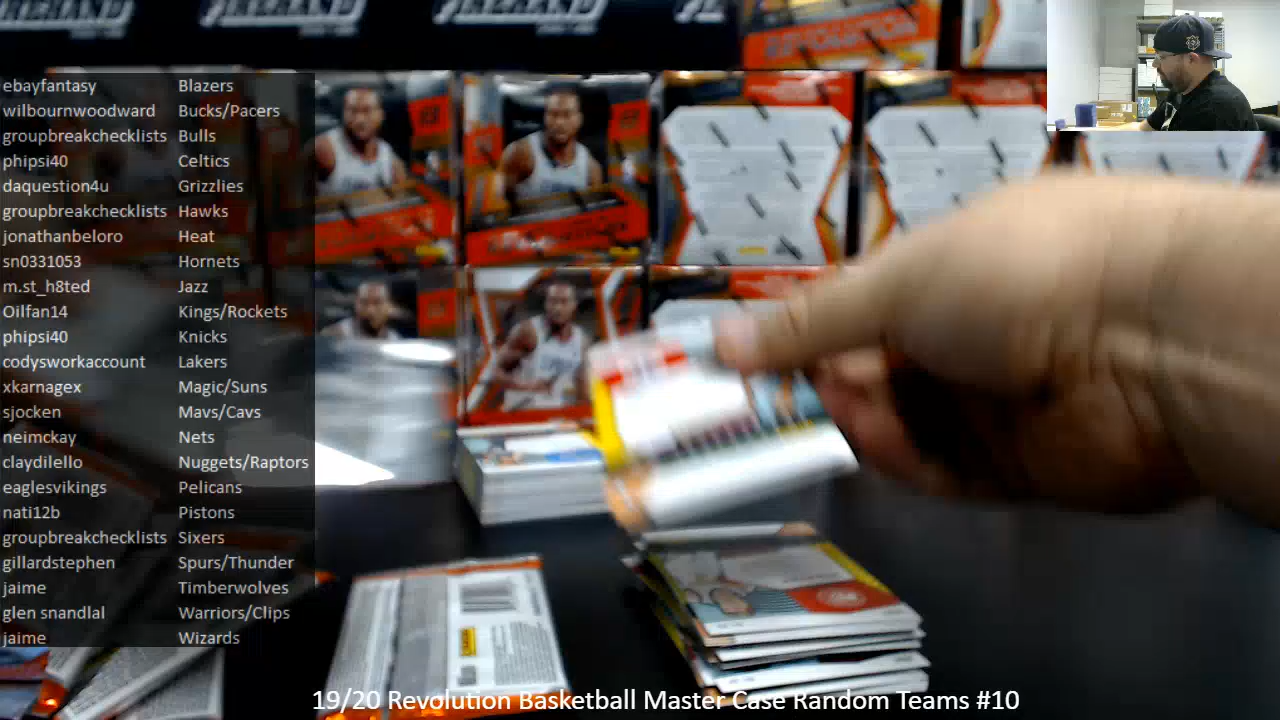 ebayfantasy Blazers
wilbournwoodward Bucks/Pacers
groupbreakchecklists Bulls
phipsi40 Celtics
daquestion4u Grizzlies
groupbreakchecklists Hawks
jonathanbeloro Heat
sn0331053 Hornets
m.st_h8ted Jazz
Oilfan14 Kings/Rockets
phipsi40 Knicks
codysworkaccount Lakers
xkarnagex Magic/Suns
sjocken Mavs/Cavs
neimckay Nets
claydilello Nuggets/Raptors
eaglesvikings Pelicans
nati12b Pistons
groupbreakchecklists Sixers
gillardstephen Spurs/Thunder
jaime Timberwolves
glen snandlal Warriors/Clips
jaime Wizards
19/20 Revolution Basketball Master Case Random Teams #10